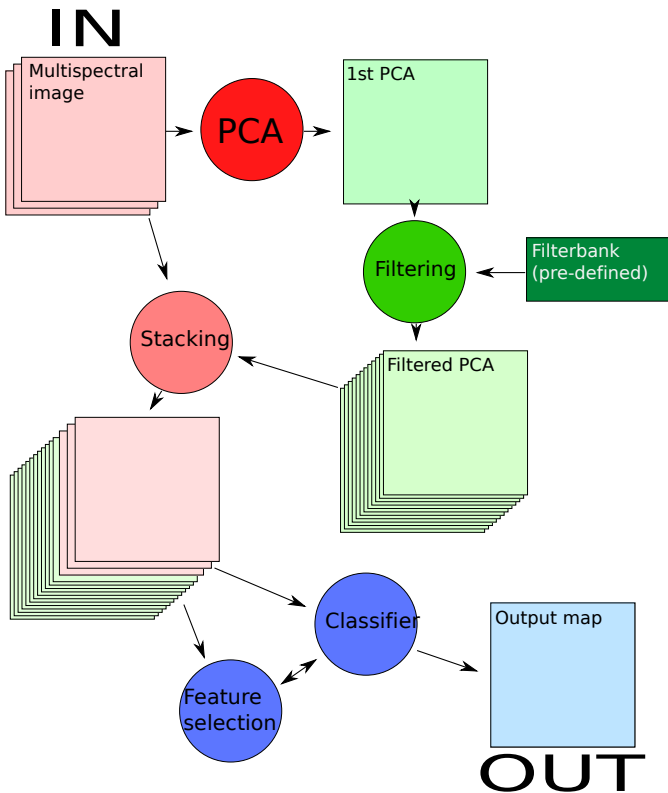 IN
Multispectral
image
PCA
1st PCA
Filtering
Filterbank
(pre-defined)
Stacking
Filtered PCA
Classifier
Output map
Feature
selection
OUT